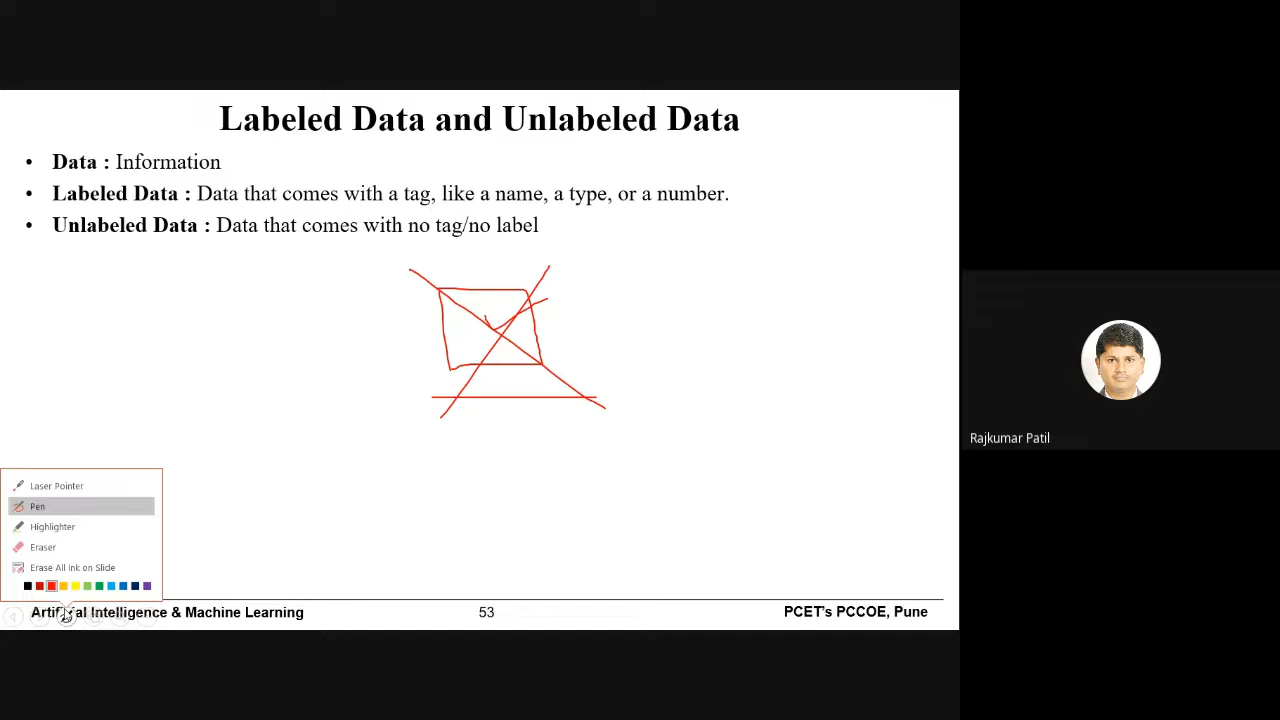 Labeled Data and Unlabeled Data
• Data : Information
• Labeled Data : Data that comes with a tag, like a name, a type, or a number.
• Unlabeled Data : Data that comes with no tag/no label
Rajkumar Patil
Laser Pointer
Pen
Highlighter
Eraser
Erase All Ink on Slide
Artificial Intelligence & Machine Learning
53
PCET's PCCOE, Pune